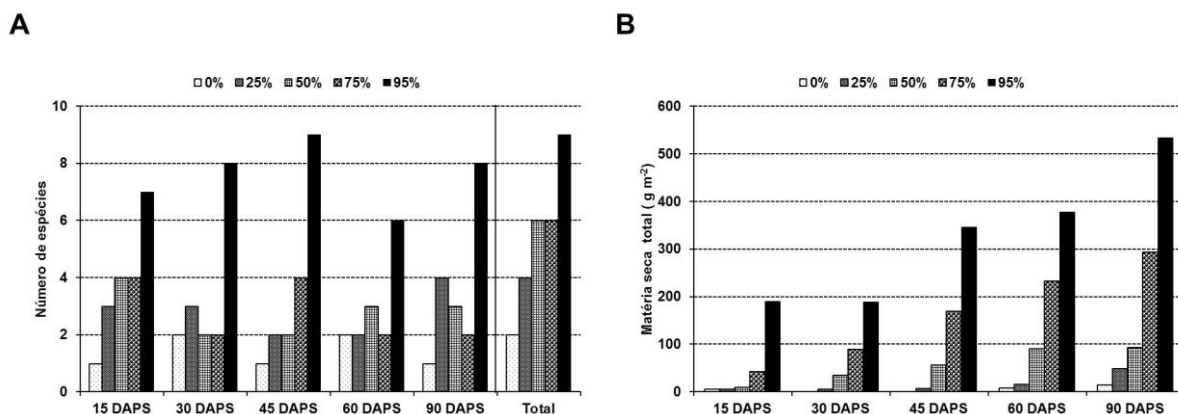 A
0% 25% 50% 75% 95%
Número de espécies
10
8
6
4
2
0
15 DAPS 30 DAPS 45 DAPS 60 DAPS 90 DAPS Total
B
0% 25% 50% 75% 95%
Matéria seca total ( g m-2)
600
500
400
300
200
100
0
15 DAPS 30 DAPS 45 DAPS 60 DAPS 90 DAPS